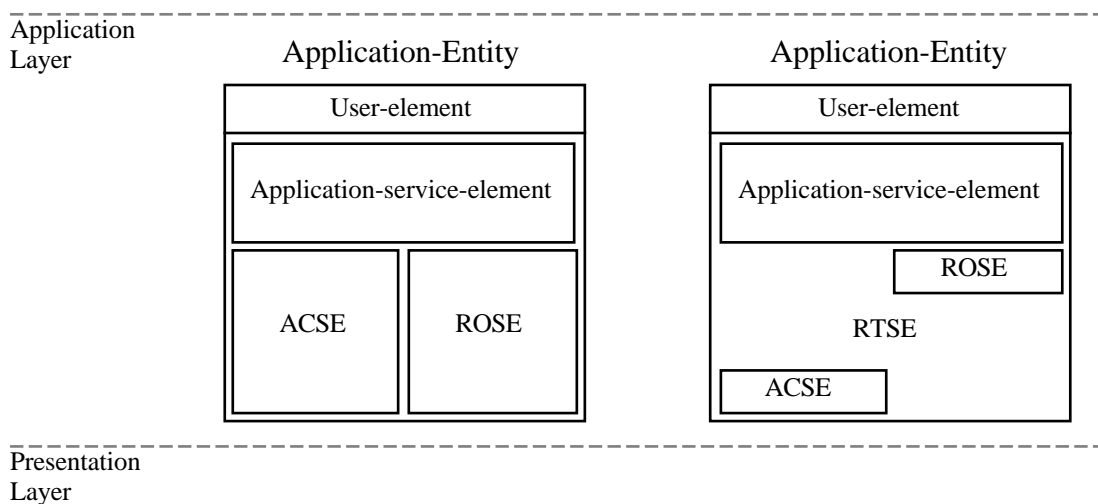 Application
Layer
Application-Entity
User-element
Application-service-element
ACSE
ROSE
Application-Entity
User-element
Application-service-element
ROSE
RTSE
ACSE
Presentation
Layer